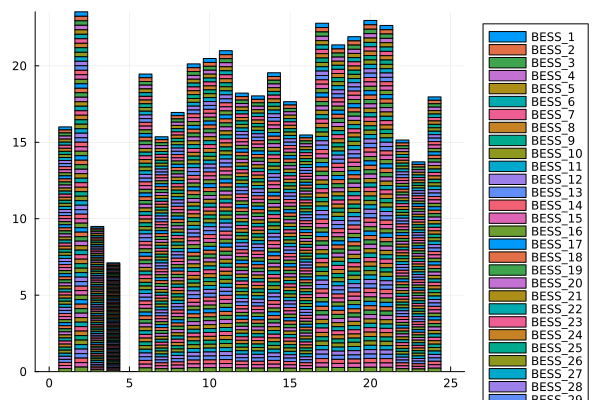 20
15
10
5
0
0 5 10 15 20 25
BESS_1
BESS_2
BESS_3
BESS_4
BESS_5
BESS_6
BESS_7
BESS_8
BESS_9
BESS_10
BESS_11
BESS_12
BESS_13
BESS_14
BESS_15
BESS_16
BESS_17
BESS_18
BESS_19
BESS_20
BESS_21
BESS_22
BESS_23
BESS_24
BESS_25
BESS_26
BESS_27
BESS_28
BESS_29